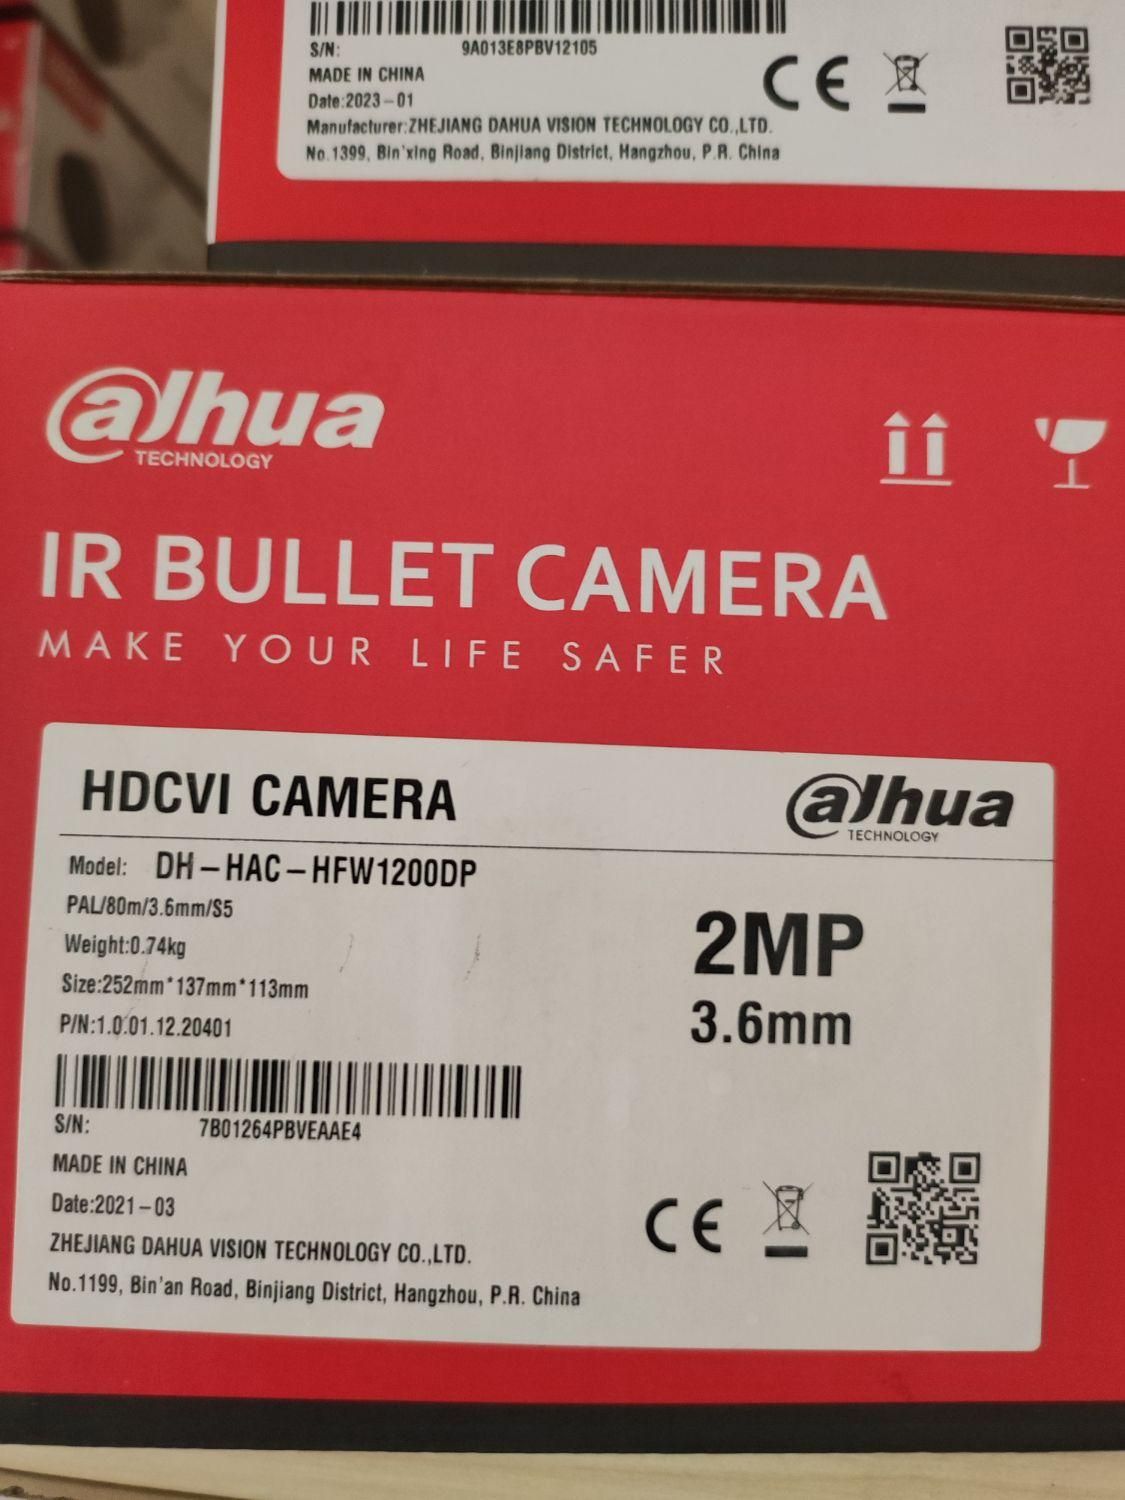 S/N: 9A013E8PBV12105
MADE IN CHINA
Date:2023-01
Manufacturer:ZHEJIANG DAHUA VISION TECHNOLOGY CO.,LTD.
No.1399, Bin'xing Road, Binjiang District, Hangzhou, P.R. China
CE
alhua
TECHNOLOGY
IR BULLET CAMERA
MAKE YOUR LIFE SAFER
HDCVI CAMERA
alhua
TECHNOLOGY
Model: DH-HAC-HFW1200DP
PAL/80m/3.6mm/S5
Weight:0.74kg
Size:252mm*137mm*113mm
P/N:1.0.01.12.20401
2MP
3.6mm
S/N: 7B01264PBVEAAE4
MADE IN CHINA
Date:2021-03
ZHEJIANG DAHUA VISION TECHNOLOGY CO.,LTD.
No.1199, Bin'an Road, Binjiang District, Hangzhou, P.R. China
CE